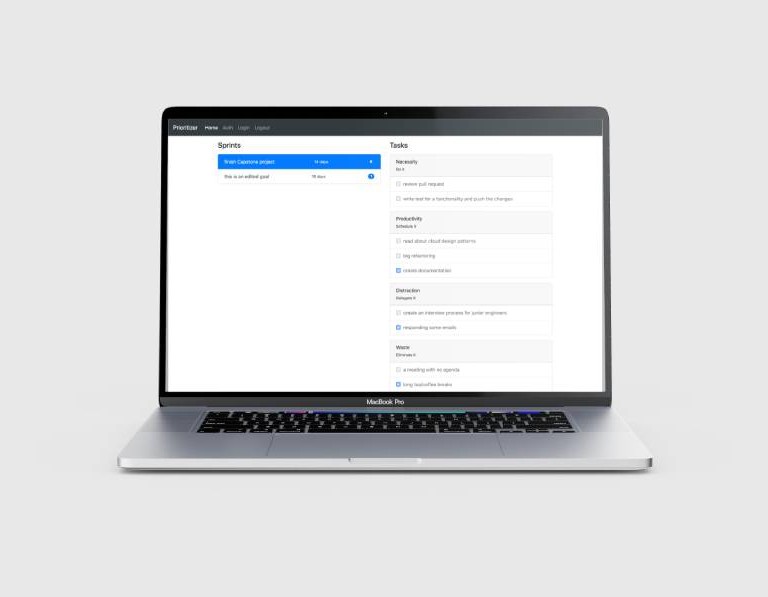 Prioritizer Home Auth Login Logout
Sprints
finish Capstone project 14 days
this is an edited goal 18 days
Tasks
Necessity
Do it
review pull request
write test for a functionality and push the changes
Productivity
Schedule it
read about cloud design patterns
log refactoring
create documentation
Distraction
Delegate it
create an interview process for junior engineers
responding some emails
Waste
Eliminate it
a meeting with no agenda
long tea/coffee breaks
MacBook Pro